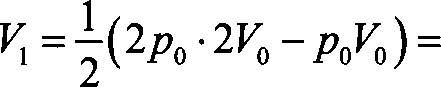 V₁ = 1/2 (2p₀ · 2V₀ − p₀V₀) =